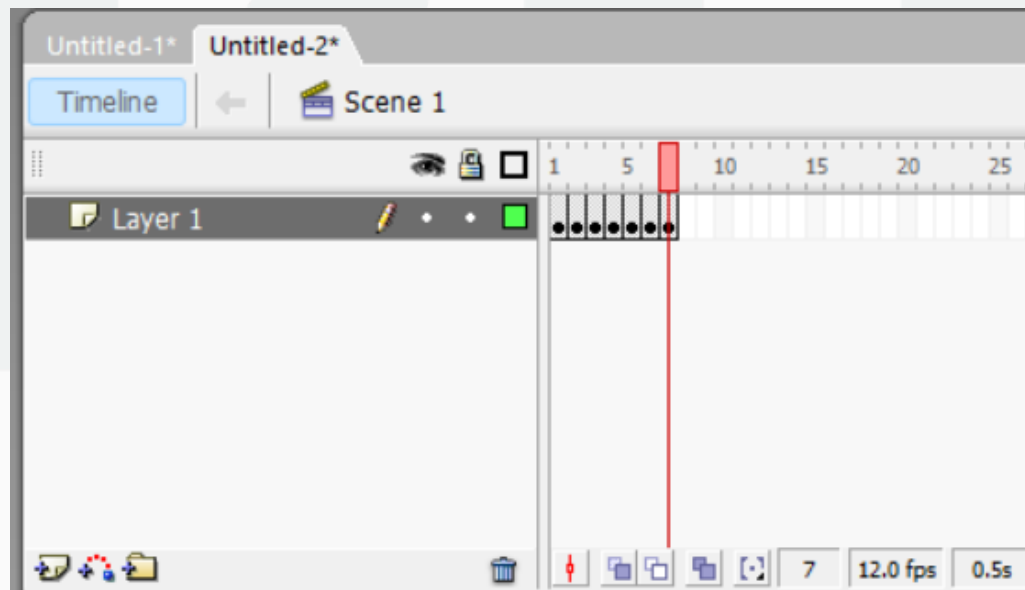 Untitled-1* Untitled-2*
Timeline Scene 1
1 5 10 15 20 25
Layer 1
7 12.0 fps 0.5s